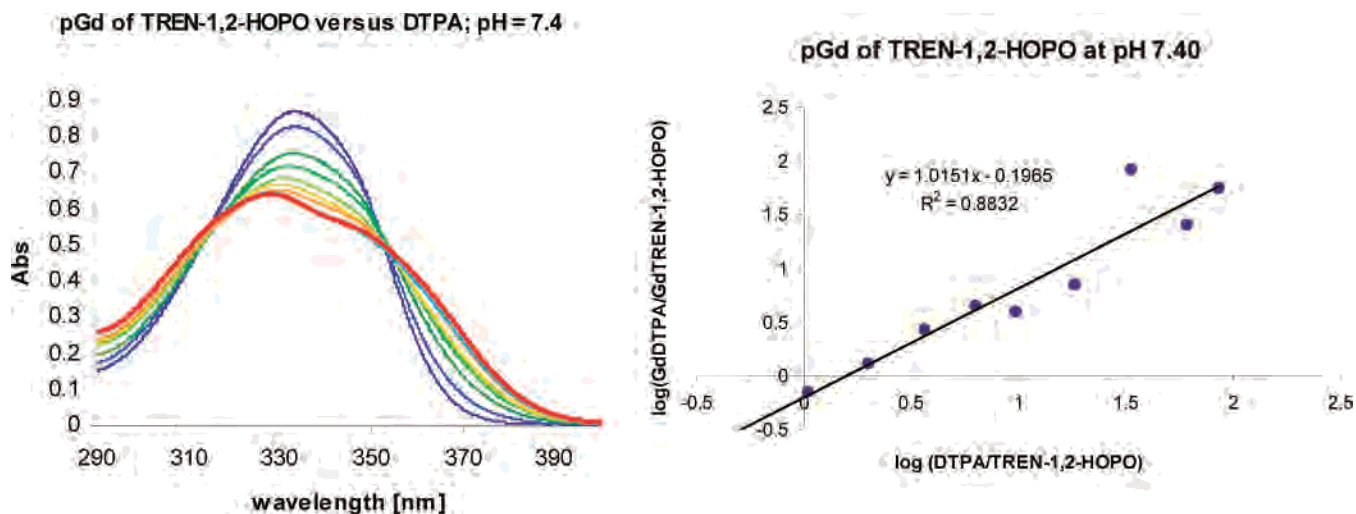 pGd of TREN-1,2-HOPO versus DTPA; pH = 7.4
0.9
0.8
0.7
0.6
0.5
0.4
0.3
0.2
0.1
0
Abs
290 310 330 350 370 390
wavelength [nm]
pGd of TREN-1,2-HOPO at pH 7.40
2.5
2
1.5
1
0.5
0
-0.5
log(GdDTPA/GdTREN-1,2-HOPO)
y = 1.0151x - 0.1965
R² = 0.8832
-0.5 0 0.5 1 1.5 2 2.5
log (DTPA/TREN-1,2-HOPO)